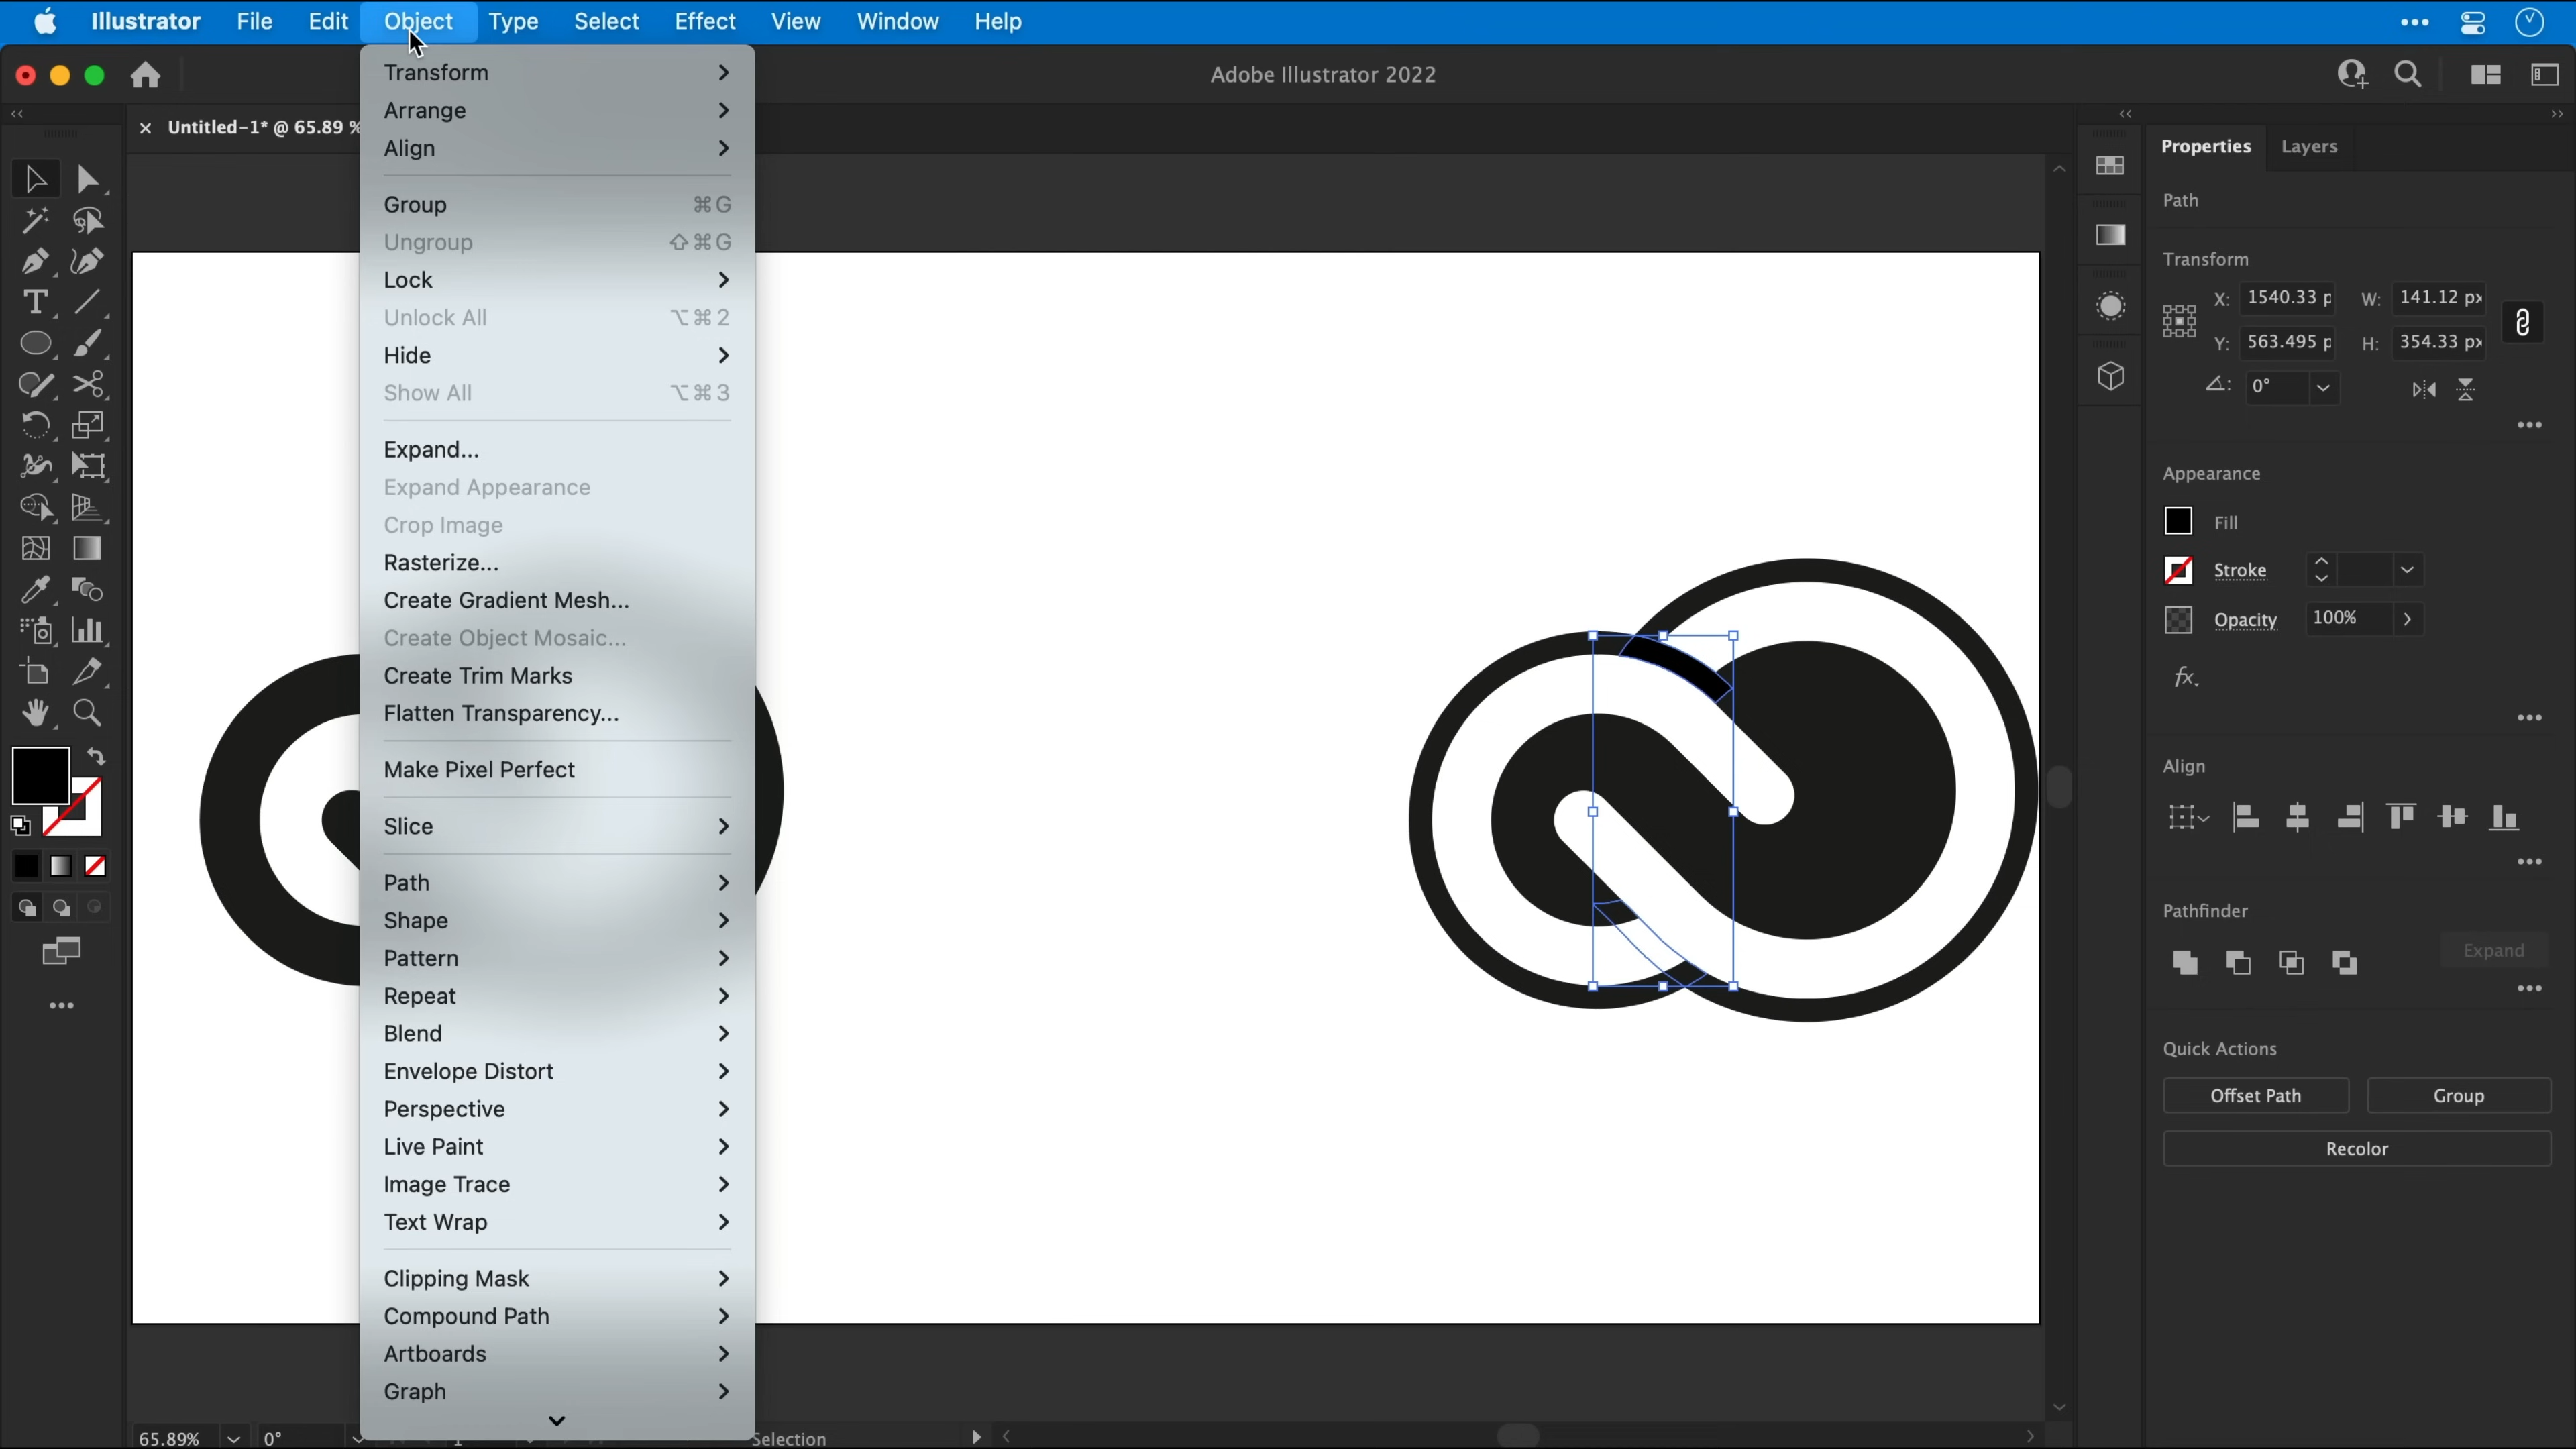 Illustrator File Edit Object Type Select Effect View Window Help
Adobe Illustrator 2022
× Untitled-1* @ 65.89 %
Transform
Arrange
Align
Group ⌘G
Ungroup ⇧⌘G
Lock
Unlock All ⌥⌘2
Hide
Show All ⌥⌘3
Expand...
Expand Appearance
Crop Image
Rasterize...
Create Gradient Mesh...
Create Object Mosaic...
Create Trim Marks
Flatten Transparency...
Make Pixel Perfect
Slice
Path
Shape
Pattern
Repeat
Blend
Envelope Distort
Perspective
Live Paint
Image Trace
Text Wrap
Clipping Mask
Compound Path
Artboards
Graph
65.89% 0° Selection
Properties Layers
Path
Transform
X: 1540.33 p W: 141.12 px
Y: 563.495 p H: 354.33 px
0°
Appearance
Fill
Stroke
Opacity 100%
fx.
Align
Pathfinder
Expand
Quick Actions
Offset Path Group
Recolor